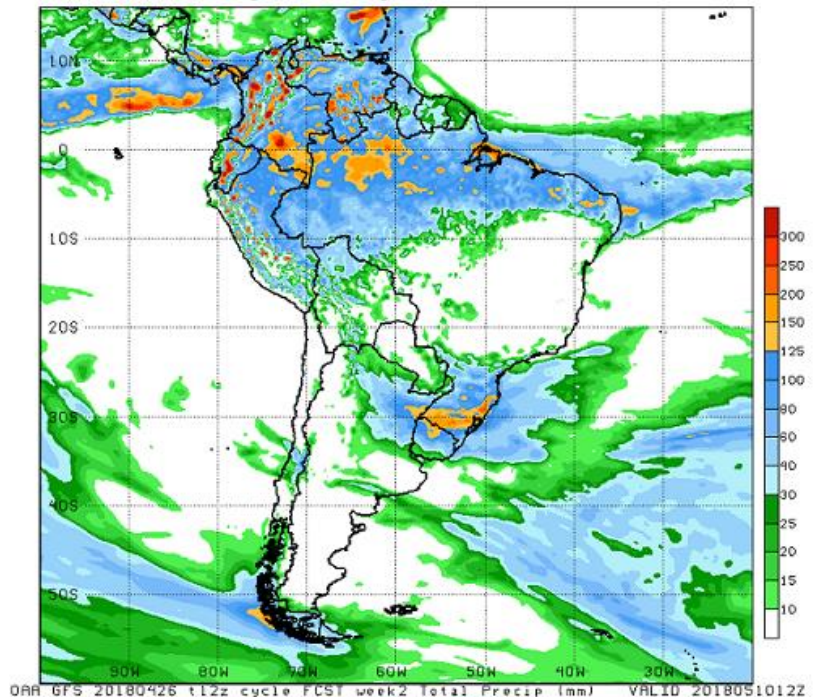 10N
0
10S
20S
30S
40S
50S
300
250
200
150
125
100
80
60
40
30
25
20
15
10
90W 80W 70W 60W 50W 40W 30W
OAA GFS 20180426 t12z cycle FCST week2 Total Precip (mm) VALID 2018051012Z